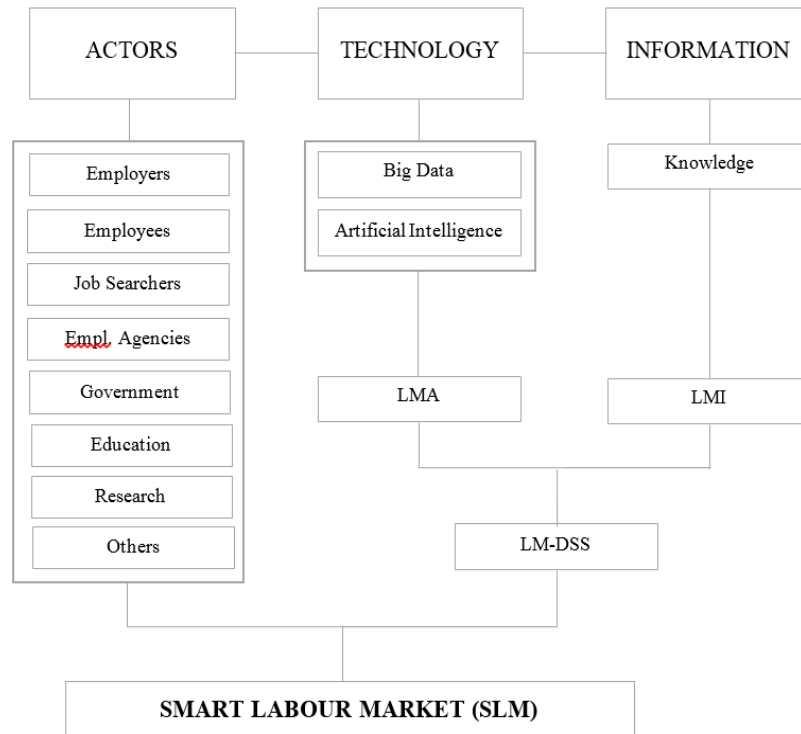 ACTORS
TECHNOLOGY
INFORMATION
Employers
Employees
Job Searchers
Empl. Agencies
Government
Education
Research
Others
Big Data
Artificial Intelligence
Knowledge
LMA
LMI
LM-DSS
SMART LABOUR MARKET (SLM)